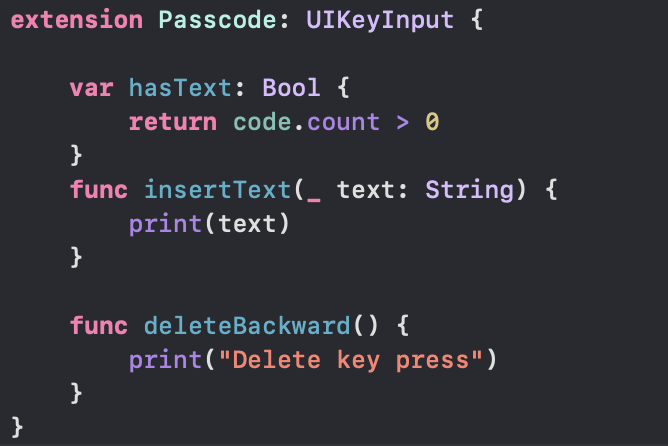 extension Passcode: UIKeyInput {
var hasText: Bool {
return code.count > 0
}
func insertText(_ text: String) {
print(text)
}
func deleteBackward() {
print("Delete key press")
}
}